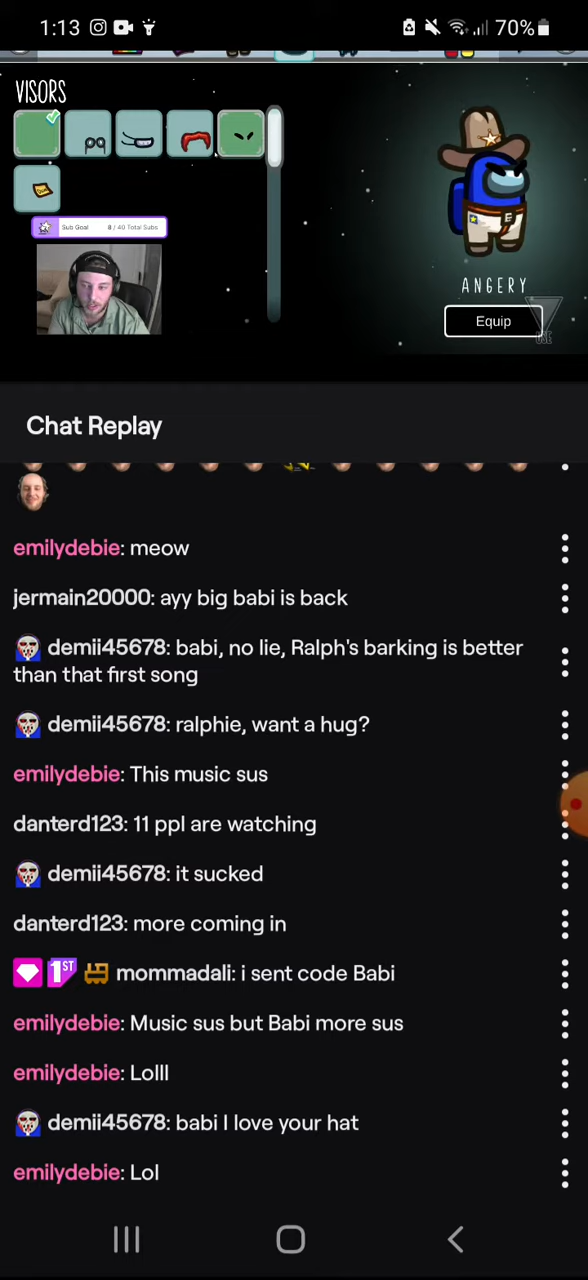 1:13
70%
VISORS
Sub Goal 8 / 40 Total Subs
ANGERY
Equip
USE
Chat Replay
emilydebie: meow
jermain20000: ayy big babi is back
demii45678: babi, no lie, Ralph's barking is better
than that first song
demii45678: ralphie, want a hug?
emilydebie: This music sus
danterd123: 11 ppl are watching
demii45678: it sucked
danterd123: more coming in
1ST mommadali: i sent code Babi
emilydebie: Music sus but Babi more sus
emilydebie: Lolll
demii45678: babi I love your hat
emilydebie: Lol